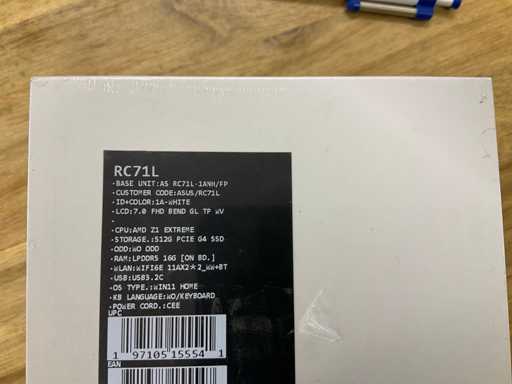 RC71L
·BASE UNIT:AS RC71L-1ANH/FP
·CUSTOMER CODE:ASUS/RC71L
·ID+COLOR:1A-WHITE
·LCD:7.0 FHD BEND GL TP WV
·
·CPU:AMD Z1 EXTREME
·STORAGE.:512G PCIE G4 SSD
·ODD:WO ODD
·RAM:LPDDR5 16G [ON BD.]
·WLAN:WIFI6E 11AX2*2_WW+BT
·USB:USB3.2C
·OS TYPE.:WIN11 HOME
·KB LANGUAGE:WO/KEYBOARD
·POWER CORD.:CEE
UPC
1 97105 15554 1
EAN